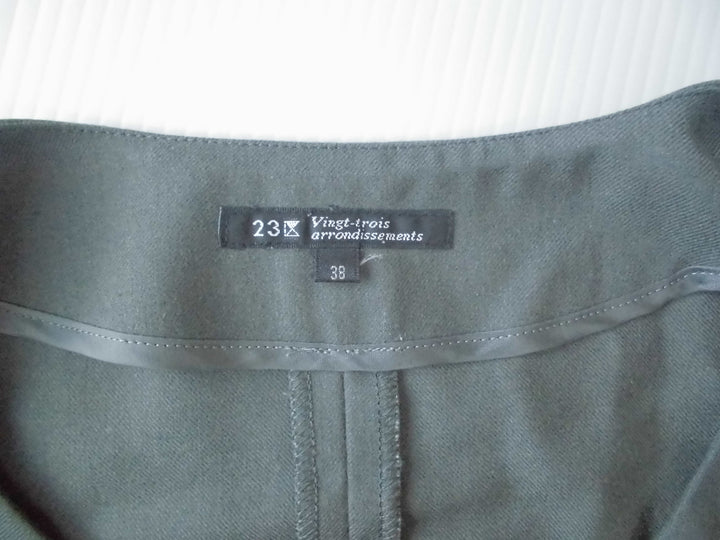 23区 Vingt-trois
arrondissements
38